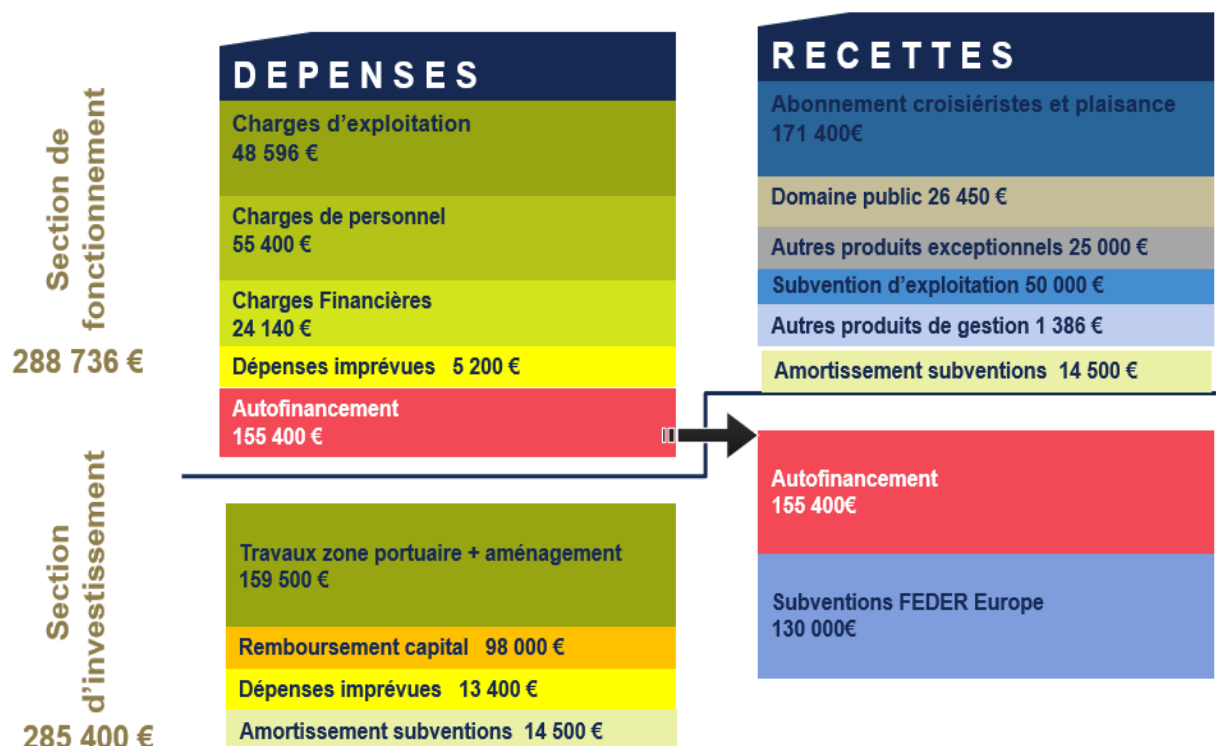 Section de
fonctionnement
288 736 €
DEPENSES
Charges d’exploitation
48 596 €
Charges de personnel
55 400 €
Charges Financières
24 140 €
Dépenses imprévues 5 200 €
Autofinancement
155 400 €
RECETTES
Abonnement croisiéristes et plaisance
171 400€
Domaine public 26 450 €
Autres produits exceptionnels 25 000 €
Subvention d’exploitation 50 000 €
Autres produits de gestion 1 386 €
Amortissement subventions 14 500 €
Section
d’investissement
285 400 €
Travaux zone portuaire + aménagement
159 500 €
Remboursement capital 98 000 €
Dépenses imprévues 13 400 €
Amortissement subventions 14 500 €
Autofinancement
155 400€
Subventions FEDER Europe
130 000€